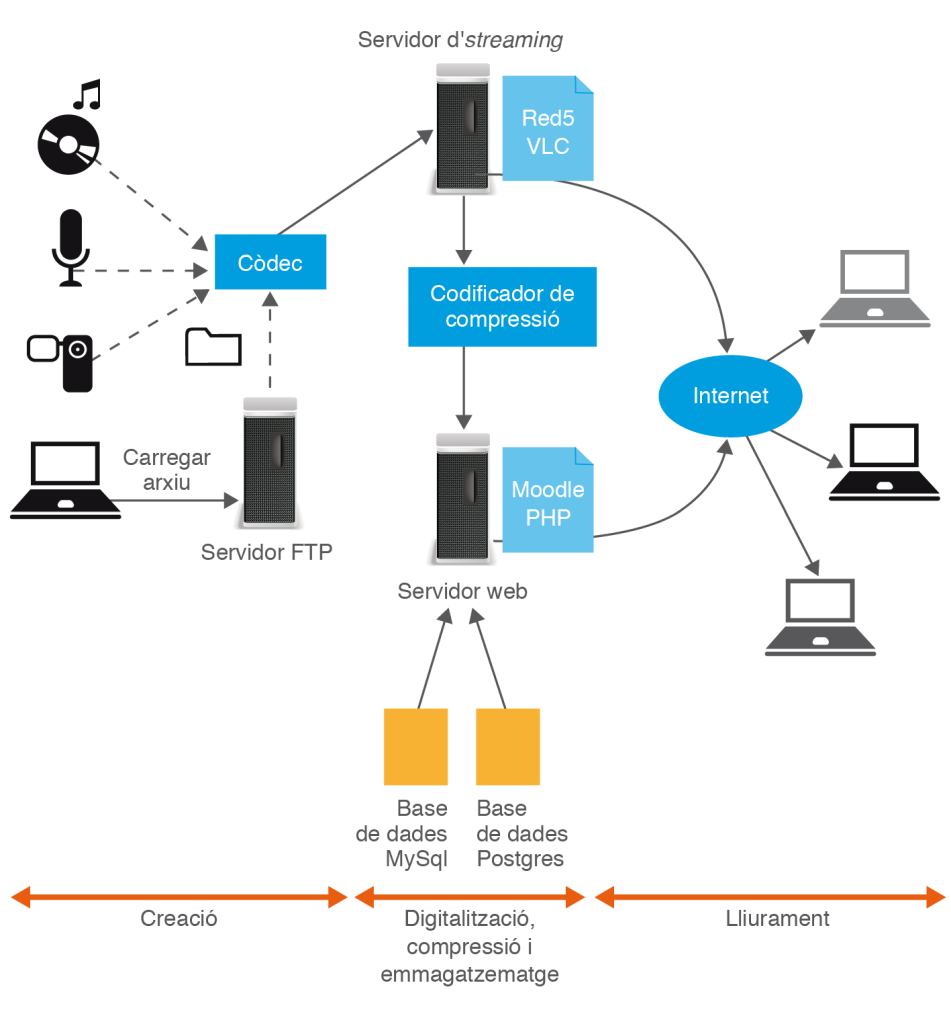 Servidor d'streaming
Red5
VLC
Còdec
Codificador de
compressió
Internet
Carregar
arxiu
Servidor FTP
Moodle
PHP
Servidor web
Base
de dades
MySql
Base
de dades
Postgres
Creació
Digitalització,
compressió i
emmagatzematge
Lliurament